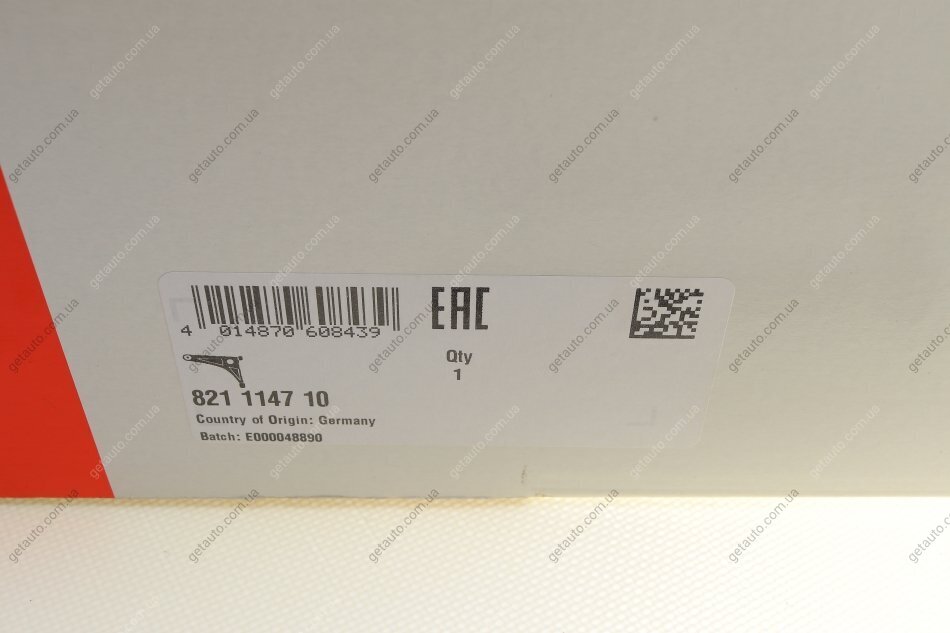 4 014870 608439
EAC
Qty
1
821 1147 10
Country of Origin: Germany
Batch: E000048890
getauto.com.ua